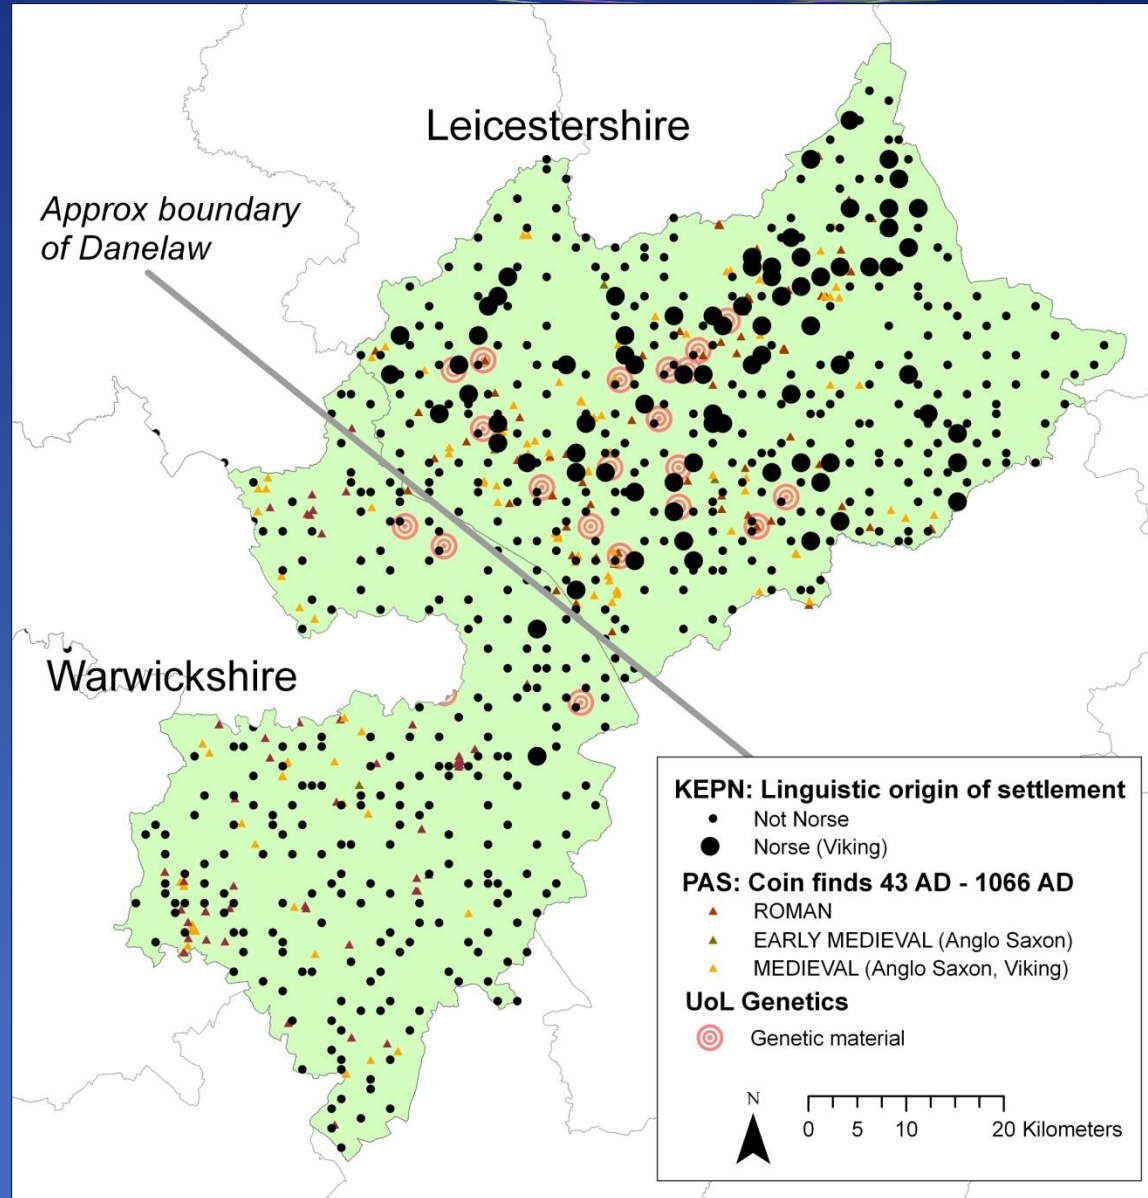 Leicestershire
Approx boundary
of Danelaw
Warwickshire
KEPN: Linguistic origin of settlement
Not Norse
Norse (Viking)
PAS: Coin finds 43 AD - 1066 AD
ROMAN
EARLY MEDIEVAL (Anglo Saxon)
MEDIEVAL (Anglo Saxon, Viking)
UoL Genetics
Genetic material
N
0 5 10 20 Kilometers